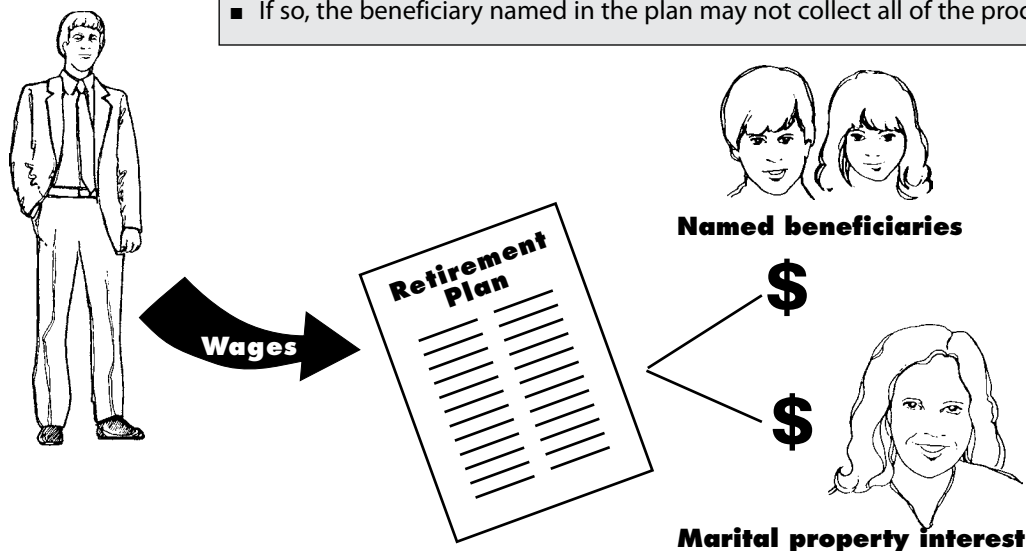 ▪ If so, the beneficiary named in the plan may not collect all of the
Named beneficiaries
$
Retirement
Plan
Wages
$
Marital property interest